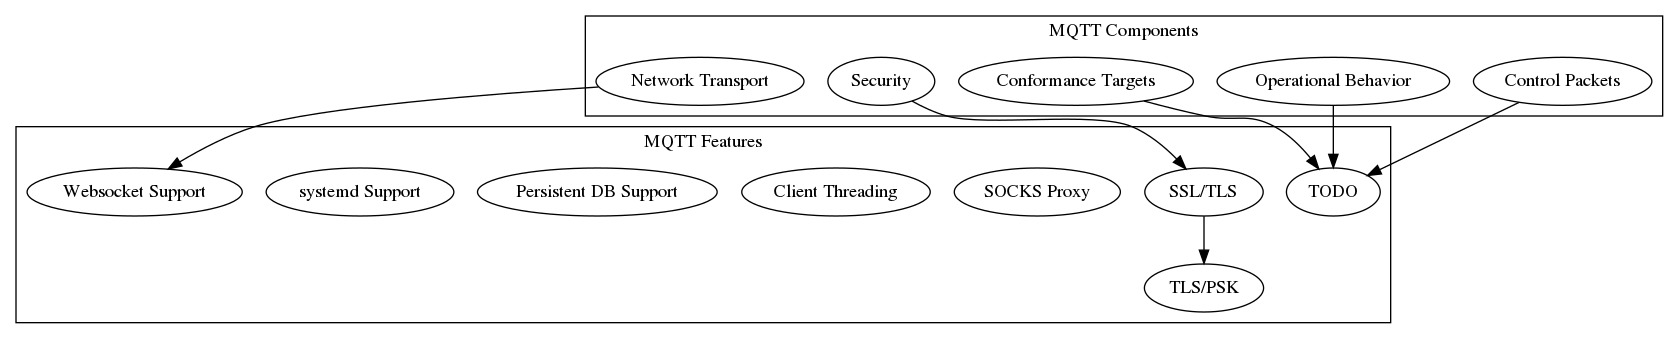 MQTT Components
Network Transport
Security
Conformance Targets
Operational Behavior
Control Packets
MQTT Features
Websocket Support
systemd Support
Persistent DB Support
Client Threading
SOCKS Proxy
SSL/TLS
TODO
TLS/PSK